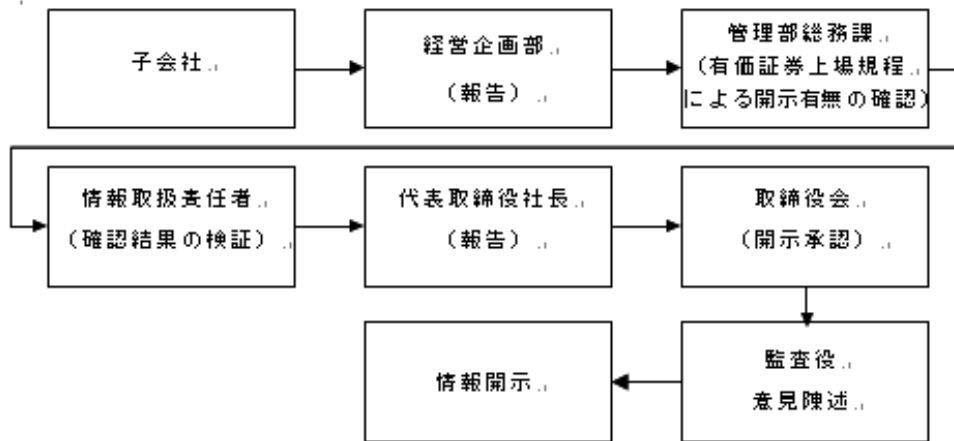 子会社
経営企画部
（報告）
管理部総務課
（有価証券上場規程
による開示有無の確認）
情報取扱責任者
（確認結果の検証）
代表取締役社長
（報告）
取締役会
（開示承認）
情報開示
監査役
意見陳述